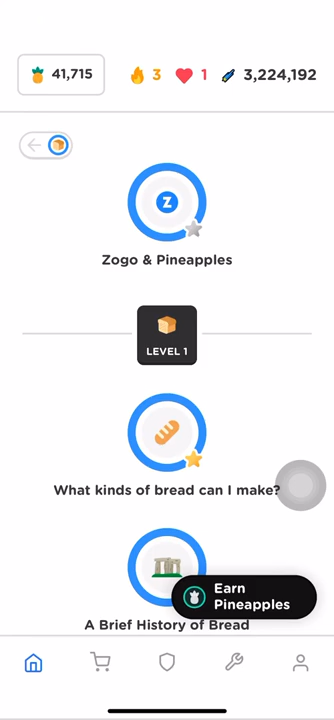 41,715
3
1
3,224,192
Z
Zogo & Pineapples
LEVEL 1
What kinds of bread can I make?
Earn
Pineapples
A Brief History of Bread